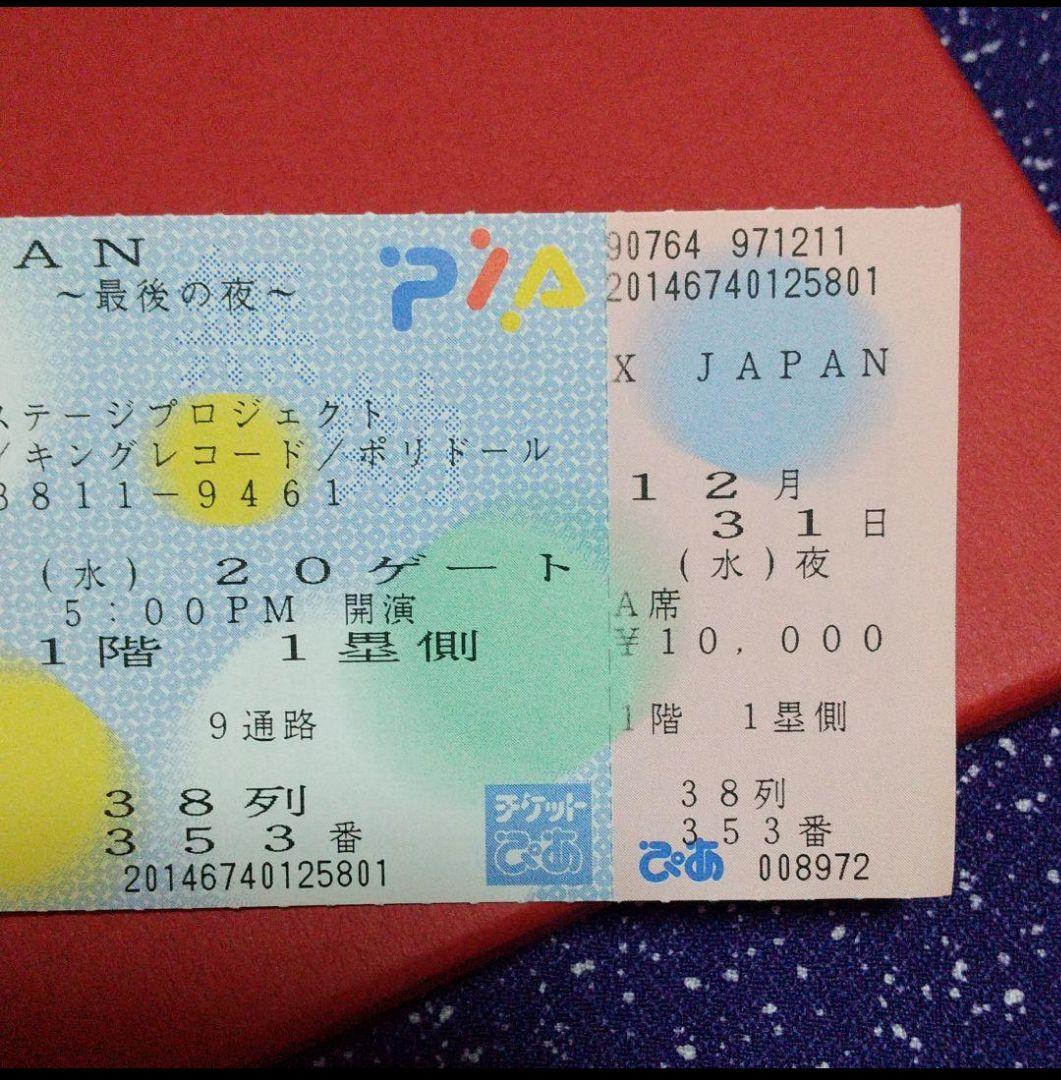 AN
~最後の夜~
PIA
ステージプロジェクト
/キングレコード/ポリドール
3811-9461
(水) 20ゲート
5:00PM 開演
1階 1塁側
9通路
38列
353番
20146740125801
チケット
ぴあ
90764 971211
20146740125801
X JAPAN
12月
31日
(水)夜
A席
¥10,000
1階 1塁側
38列
353番
ぴあ 008972